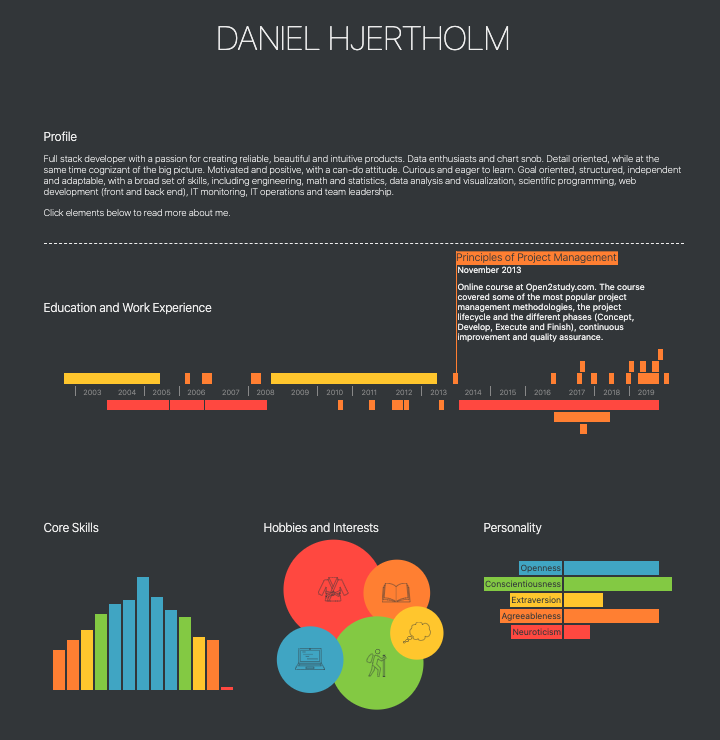 DANIEL HJERTHOLM
Profile
Full stack developer with a passion for creating reliable, beautiful and intuitive products. Data enthusiasts and chart snob. Detail oriented, while at the
same time cognizant of the big picture. Motivated and positive, with a can-do attitude. Curious and eager to learn. Goal oriented, structured, independent
and adaptable, with a broad set of skills, including engineering, math and statistics, data analysis and visualization, scientific programming, web
development (front and back end), IT monitoring, IT operations and team leadership.
Click elements below to read more about me.
Principles of Project Management
November 2013
Online course at Open2study.com. The course
covered some of the most popular project
management methodologies, the project
lifecycle and the different phases (Concept,
Develop, Execute and Finish), continuous
improvement and quality assurance.
Education and Work Experience
2003 2004 2005 2006 2007 2008 2009 2010 2011 2012 2013 2014 2015 2016 2017 2018 2019
Core Skills
Hobbies and Interests
Personality
Openness
Conscientiousness
Extraversion
Agreeableness
Neuroticism